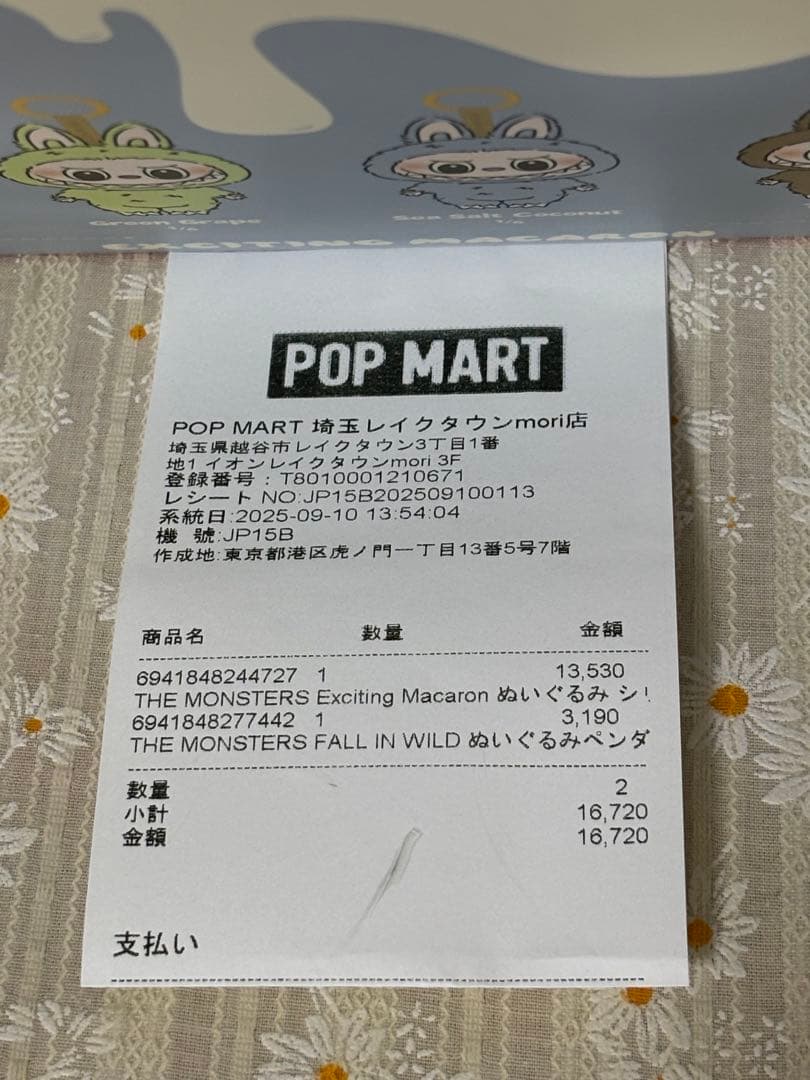 Green Grape
1/6
Sea Salt Coconut
1/6
EXCITING MACARON
POP MART
POP MART 埼玉レイクタウンmori店
埼玉県越谷市レイクタウン3丁目1番
地1 イオンレイクタウンmori 3F
登録番号 : T8010001210671
レシート NO:JP15B202509100113
系統日:2025-09-10 13:54:04
機 號:JP15B
作成地:東京都港区虎ノ門一丁目13番5号7階
商品名 数量 金額
6941848244727 1 13,530
THE MONSTERS Exciting Macaron ぬいぐるみ シ
6941848277442 1 3,190
THE MONSTERS FALL IN WILD ぬいぐるみペンダ
数量 2
小計 16,720
金額 16,720
支払い